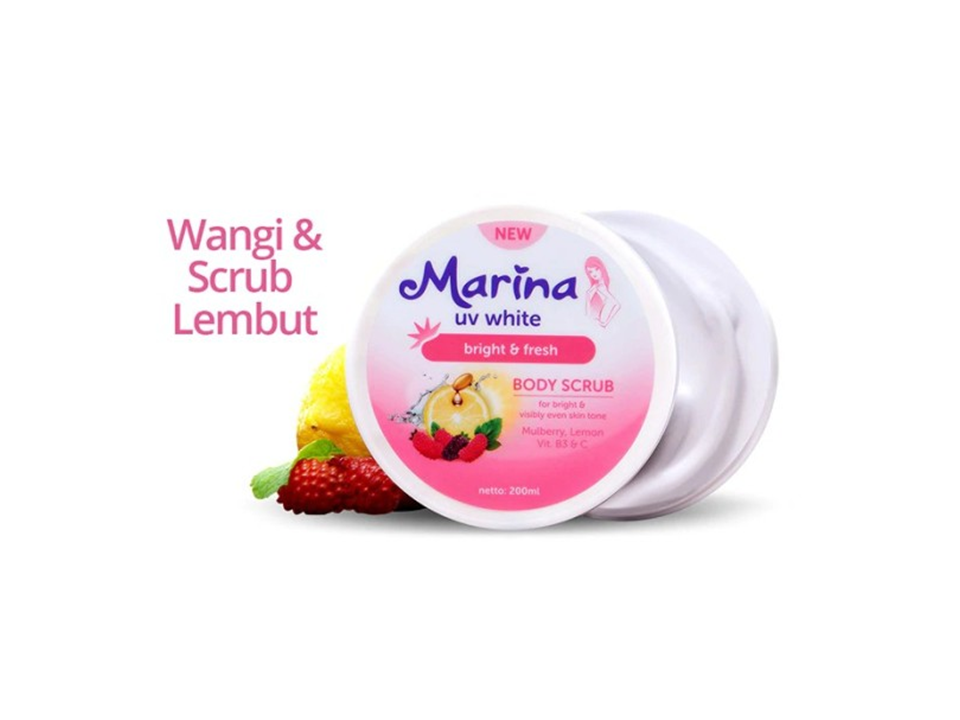 Wangi &
Scrub
Lembut
NEW
Marina
uv white
bright & fresh
BODY SCRUB
for bright &
visibly even skin tone
Mulberry, Lemon
Vit. B3 & C
netto: 200ml